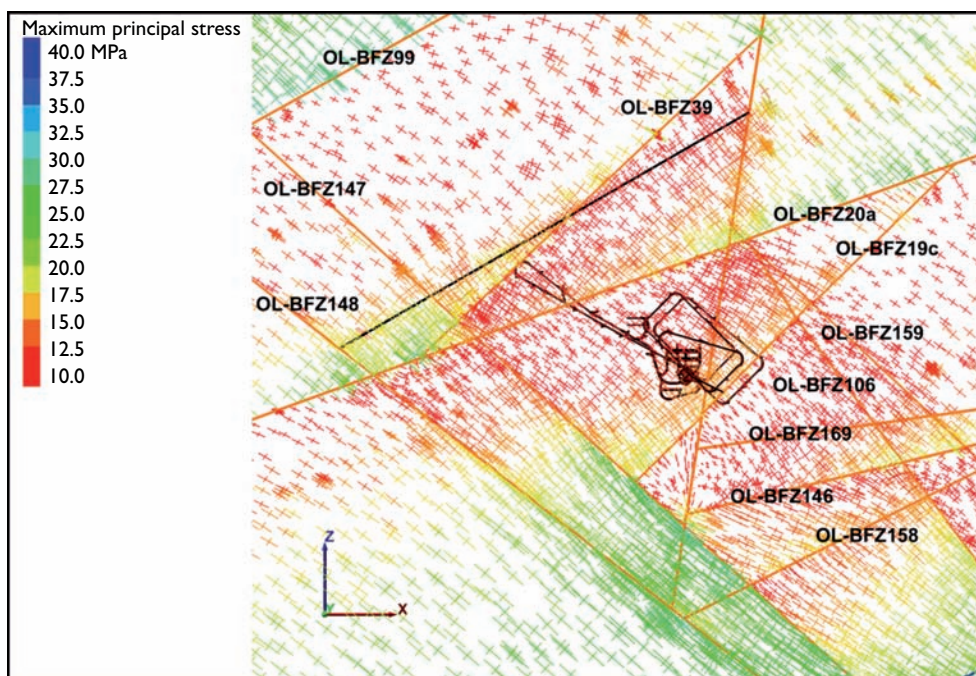 Maximum principal stress
40.0 MPa
37.5
35.0
32.5
30.0
27.5
25.0
22.5
20.0
17.5
15.0
12.5
10.0
OL-BFZ99
OL-BFZ39
OL-BFZ147
OL-BFZ20a
OL-BFZ19c
OL-BFZ148
OL-BFZ159
OL-BFZ106
OL-BFZ169
OL-BFZ146
OL-BFZ158
Z
Y
X